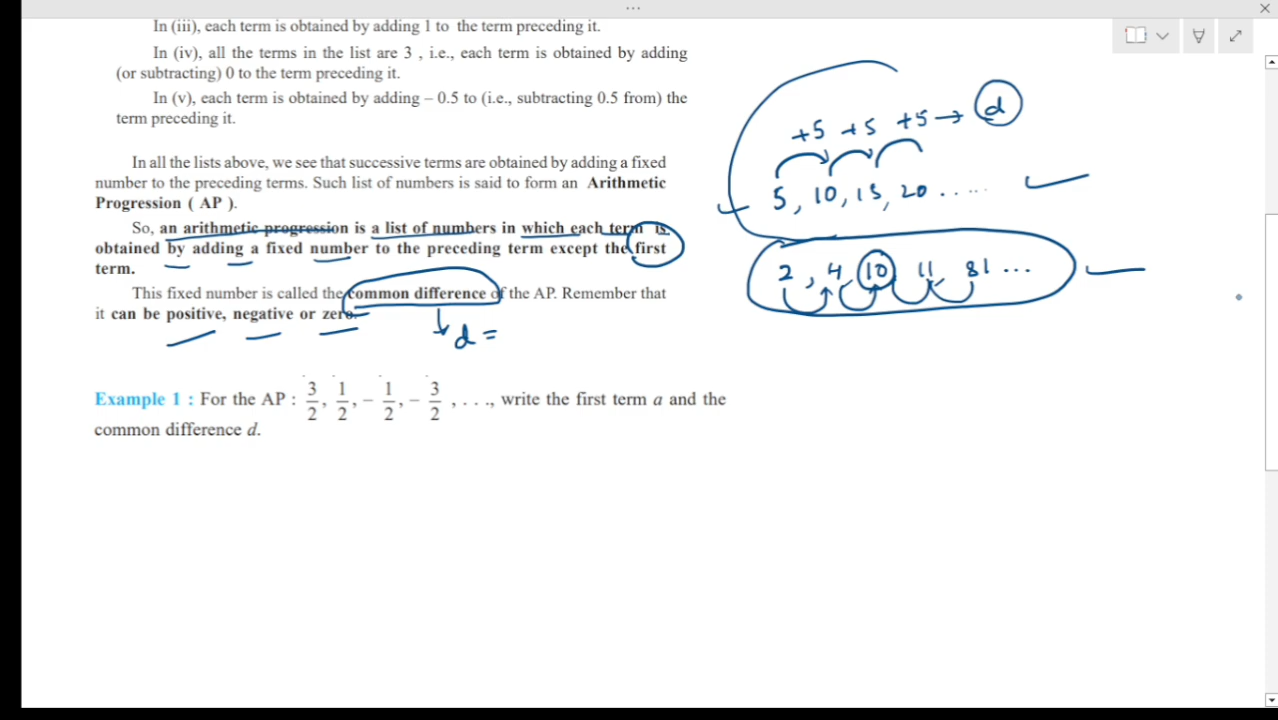 In (iii), each term is obtained by adding 1 to the term preceding it.
In (iv), all the terms in the list are 3 , i.e., each term is obtained by adding
(or subtracting) 0 to the term preceding it.
In (v), each term is obtained by adding – 0.5 to (i.e., subtracting 0.5 from) the
term preceding it.
In all the lists above, we see that successive terms are obtained by adding a fixed
number to the preceding terms. Such list of numbers is said to form an Arithmetic
Progression ( AP ).
So, an arithmetic progression is a list of numbers in which each term is
obtained by adding a fixed number to the preceding term except the first
term.
This fixed number is called the common difference of the AP. Remember that
it can be positive, negative or zero.
d =
Example 1 : For the AP : 3/2, 1/2, – 1/2, – 3/2 , . . ., write the first term a and the
common difference d.
+5 +5 +5 → d
5, 10, 15, 20 .....
2, 4 10 11 81 ...